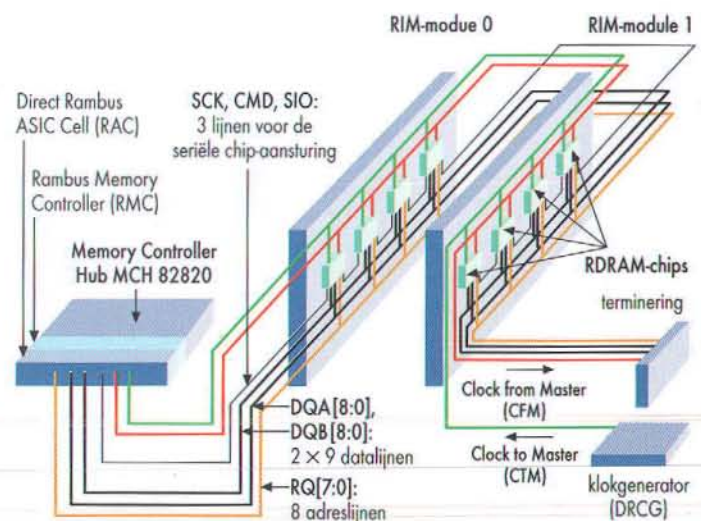 RIM-modue 0
RIM-module 1
Direct Rambus
ASIC Cell (RAC)
SCK, CMD, SIO:
3 lijnen voor de
seriële chip-aansturing
Rambus Memory
Controller (RMC)
Memory Controller
Hub MCH 82820
RDRAM-chips
terminering
Clock from Master
(CFM)
DQA[8:0],
DQB[8:0]:
2 × 9 datalijnen
Clock to Master
(CTM)
RQ[7:0]:
8 adreslijnen
klokgenerator
(DRCG)